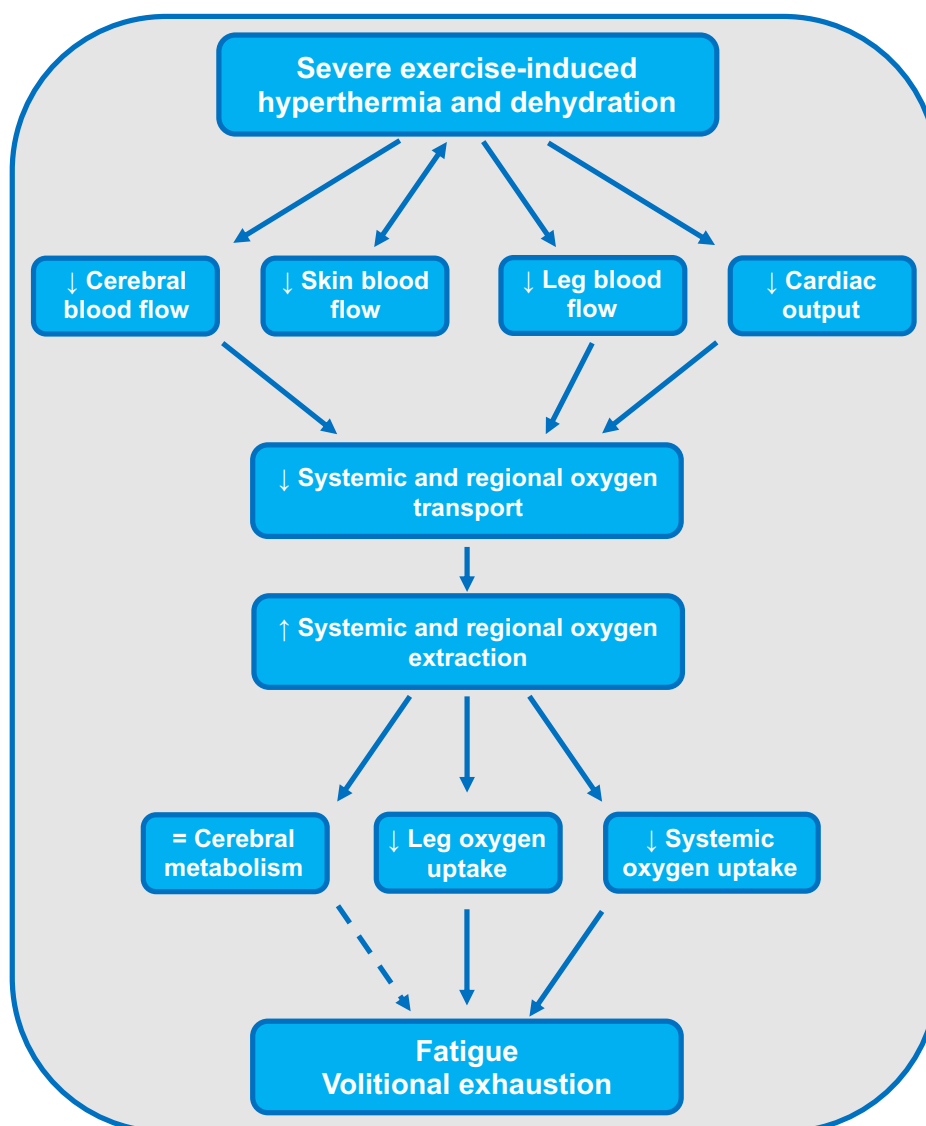 Severe exercise-induced
hyperthermia and dehydration
↓ Cerebral
blood flow
↓ Skin blood
flow
↓ Leg blood
flow
↓ Cardiac
output
↓ Systemic and regional oxygen
transport
↑ Systemic and regional oxygen
extraction
= Cerebral
metabolism
↓ Leg oxygen
uptake
↓ Systemic
oxygen uptake
Fatigue
Volitional exhaustion